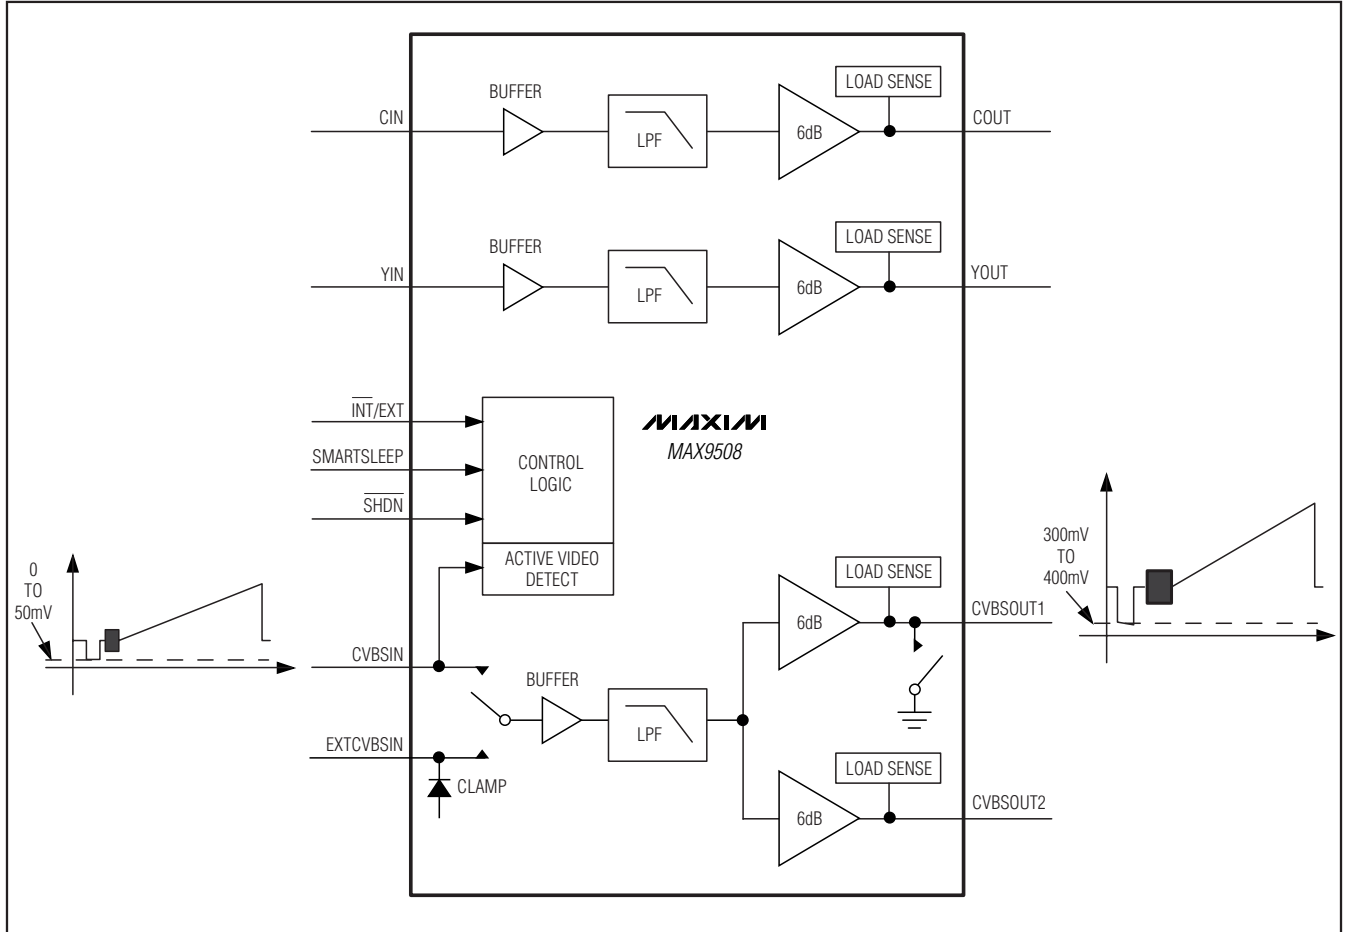 LOAD SENSE
BUFFER
CIN
LPF
6dB
COUT
LOAD SENSE
BUFFER
YIN
LPF
6dB
YOUT
INT/EXT
SMARTSLEEP
SHDN
CONTROL
LOGIC
ACTIVE VIDEO
DETECT
MAXIM
MAX9508
0
TO
50mV
CVBSIN
EXTCVBSIN
CLAMP
BUFFER
LPF
LOAD SENSE
6dB
CVBSOUT1
300mV
TO
400mV
LOAD SENSE
6dB
CVBSOUT2